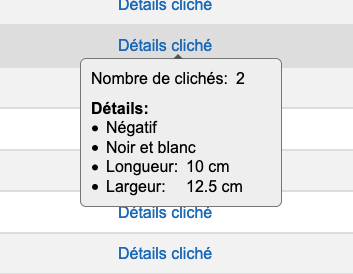 Détails cliché
Détails cliché
Nombre de clichés: 2
Détails:
• Négatif
• Noir et blanc
• Longueur: 10 cm
• Largeur: 12.5 cm
Détails cliché
Détails cliché